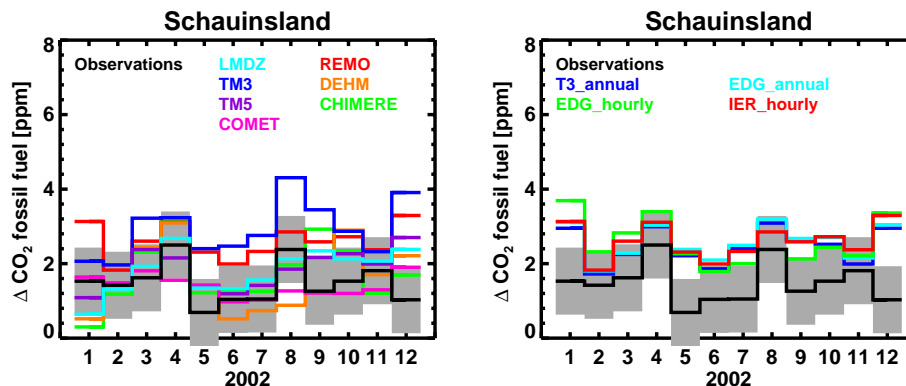 Schauinsland
Δ CO2 fossil fuel [ppm]
8
6
4
2
0
Observations
LMDZ
REMO
TM3
DEHM
TM5
CHIMERE
COMET
1 2 3 4 5 6 7 8 9 10 11 12
2002
Schauinsland
Δ CO2 fossil fuel [ppm]
8
6
4
2
0
Observations
T3_annual
EDG_annual
EDG_hourly
IER_hourly
1 2 3 4 5 6 7 8 9 10 11 12
2002